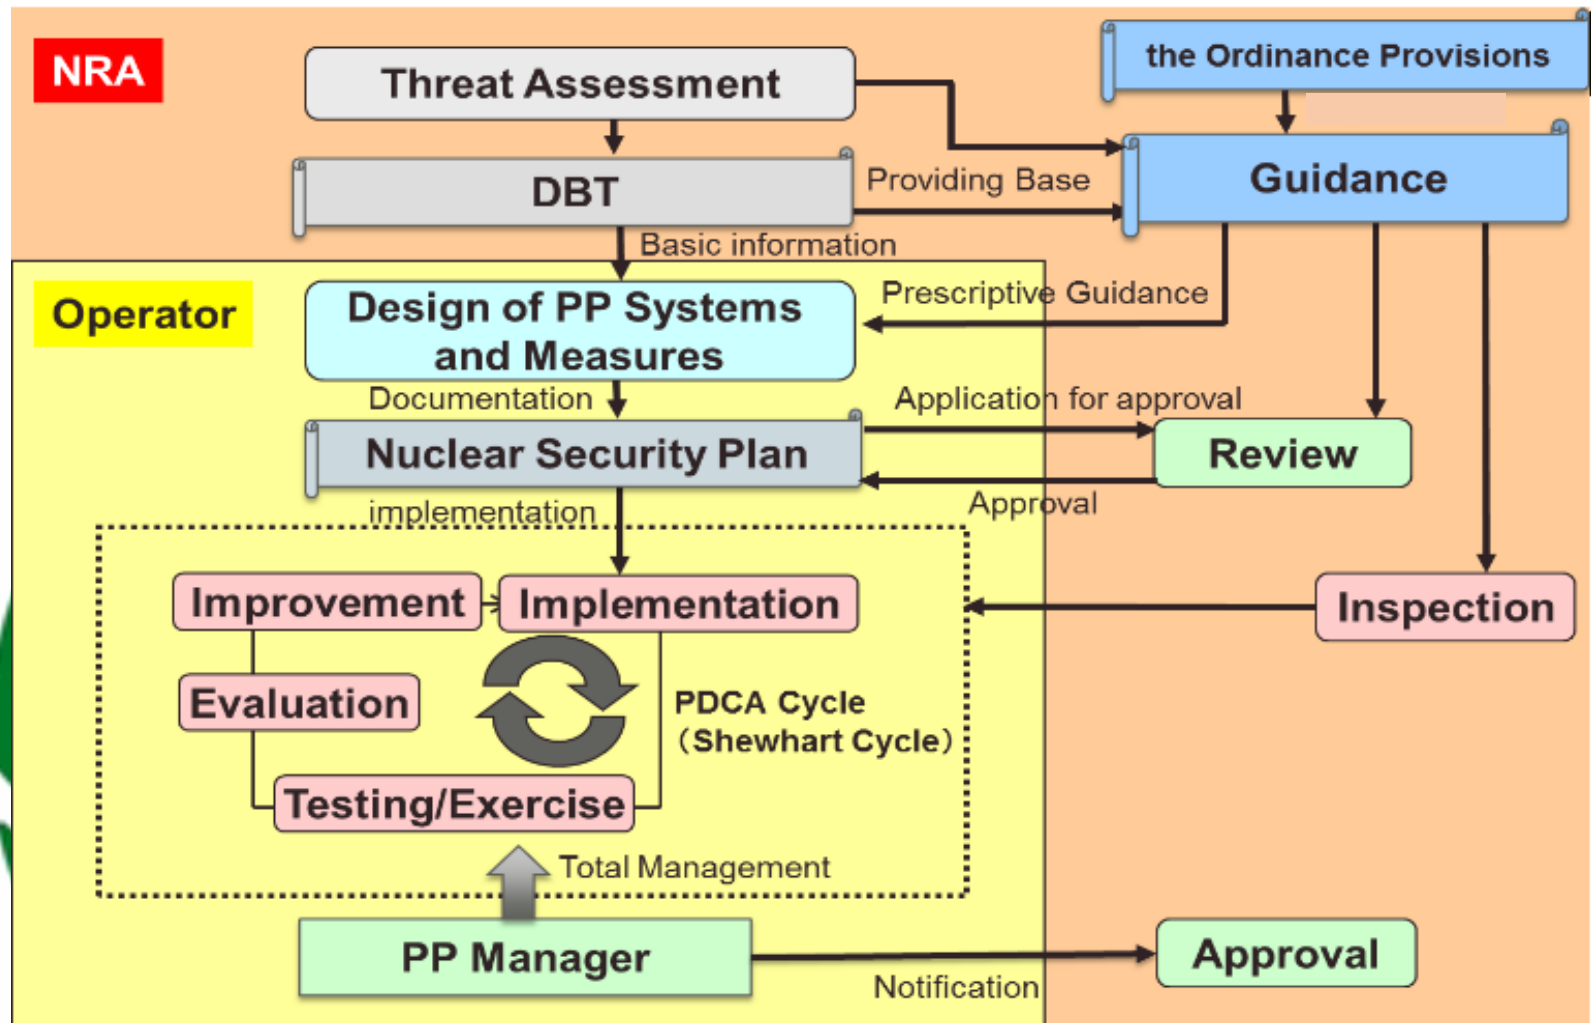 NRA
Threat Assessment
the Ordinance Provisions
DBT
Providing Base
Guidance
Basic information
Operator
Design of PP Systems
and Measures
Prescriptive Guidance
Documentation
Application for approval
Nuclear Security Plan
Review
implementation
Approval
Improvement
Implementation
Inspection
Evaluation
PDCA Cycle
（Shewhart Cycle）
Testing/Exercise
Total Management
PP Manager
Approval
Notification